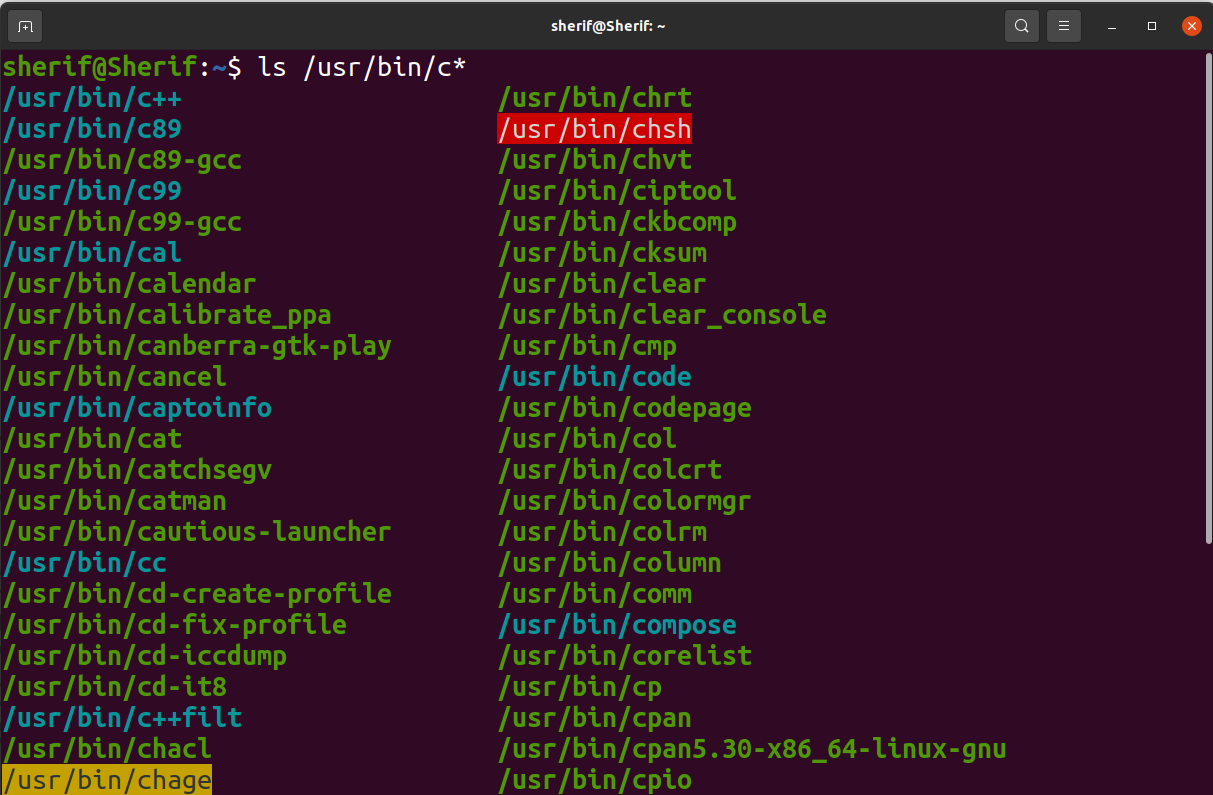 sherif@Sherif: ~
sherif@Sherif:~$ ls /usr/bin/c*
/usr/bin/c++ /usr/bin/chrt
/usr/bin/c89 /usr/bin/chsh
/usr/bin/c89-gcc /usr/bin/chvt
/usr/bin/c99 /usr/bin/ciptool
/usr/bin/c99-gcc /usr/bin/ckbcomp
/usr/bin/cal /usr/bin/cksum
/usr/bin/calendar /usr/bin/clear
/usr/bin/calibrate_ppa /usr/bin/clear_console
/usr/bin/canberra-gtk-play /usr/bin/cmp
/usr/bin/cancel /usr/bin/code
/usr/bin/captoinfo /usr/bin/codepage
/usr/bin/cat /usr/bin/col
/usr/bin/catchsegv /usr/bin/colcrt
/usr/bin/catman /usr/bin/colormgr
/usr/bin/cautious-launcher /usr/bin/colrm
/usr/bin/cc /usr/bin/column
/usr/bin/cd-create-profile /usr/bin/comm
/usr/bin/cd-fix-profile /usr/bin/compose
/usr/bin/cd-iccdump /usr/bin/corelist
/usr/bin/cd-it8 /usr/bin/cp
/usr/bin/c++filt /usr/bin/cpan
/usr/bin/chacl /usr/bin/cpan5.30-x86_64-linux-gnu
/usr/bin/chage /usr/bin/cpio